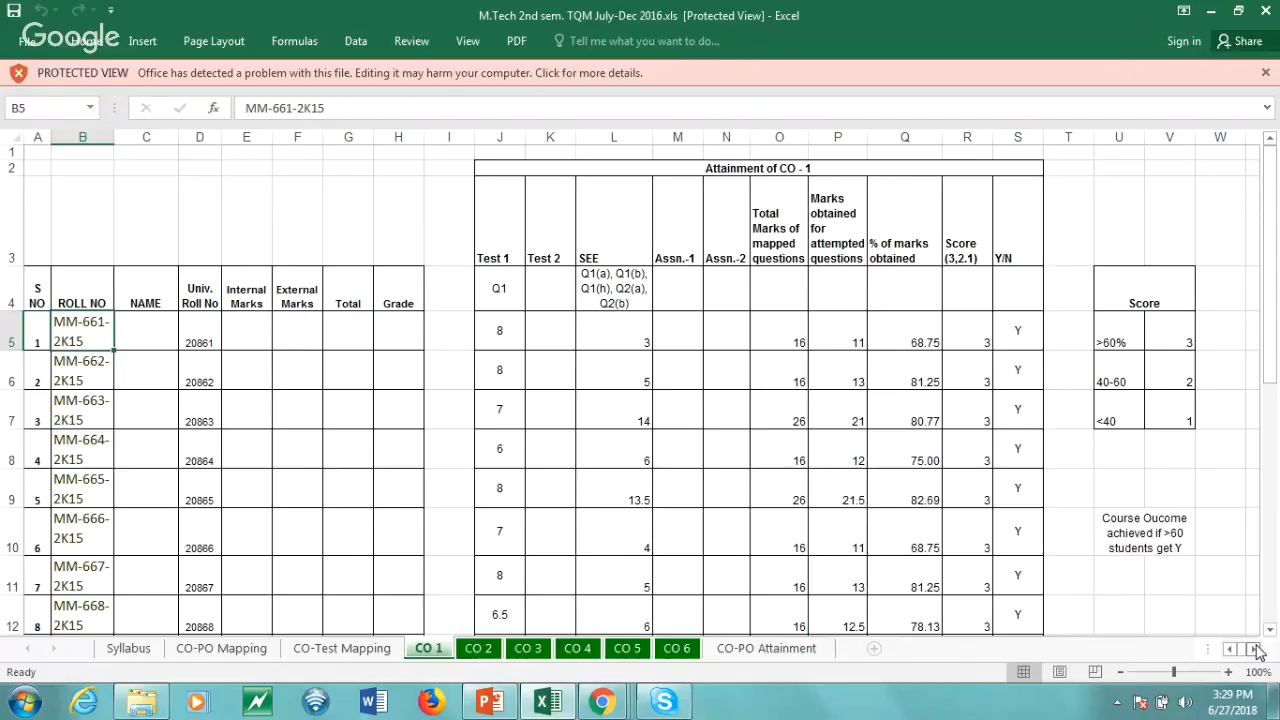 M.Tech 2nd sem. TQM July-Dec 2016.xls [Protected View] - Excel
Google
Insert Page Layout Formulas Data Review View PDF Tell me what you want to do... Sign in Share
PROTECTED VIEW Office has detected a problem with this file. Editing it may harm your computer. Click for more details.
B5 fx MM-661-2K15
A B C D E F G H I J K L M N O P Q R S T U V W
1
2 Attainment of CO - 1
3 Test 1 Test 2 SEE Assn.-1 Assn.-2 Total Marks of mapped questions Marks obtained for attempted questions % of marks obtained Score (3,2.1) Y/N
4 S NO ROLL NO NAME Univ. Roll No Internal Marks External Marks Total Grade Q1 Q1(a), Q1(b), Q1(h), Q2(a), Q2(b) Score
5 1 MM-661-2K15 20861 8 3 16 11 68.75 3 Y >60% 3
6 2 MM-662-2K15 20862 8 5 16 13 81.25 3 Y 40-60 2
7 3 MM-663-2K15 20863 7 14 26 21 80.77 3 Y <40 1
8 4 MM-664-2K15 20864 6 6 16 12 75.00 3 Y
9 5 MM-665-2K15 20865 8 13.5 26 21.5 82.69 3 Y
10 6 MM-666-2K15 20866 7 4 16 11 68.75 3 Y Course Oucome achieved if >60 students get Y
11 7 MM-667-2K15 20867 8 5 16 13 81.25 3 Y
12 8 MM-668-2K15 20868 6.5 6 16 12.5 78.13 3 Y
Syllabus CO-PO Mapping CO-Test Mapping CO 1 CO 2 CO 3 CO 4 CO 5 CO 6 CO-PO Attainment
Ready 100%
3:29 PM
6/27/2018